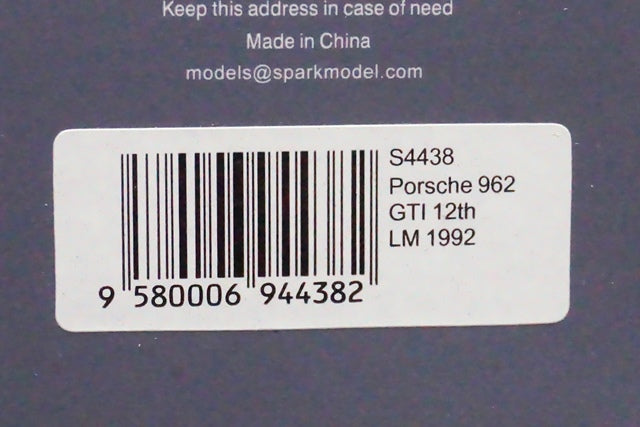 Keep this address in case of need
Made in China
models@sparkmodel.com
S4438
Porsche 962
GTI 12th
LM 1992
9 580006 944382